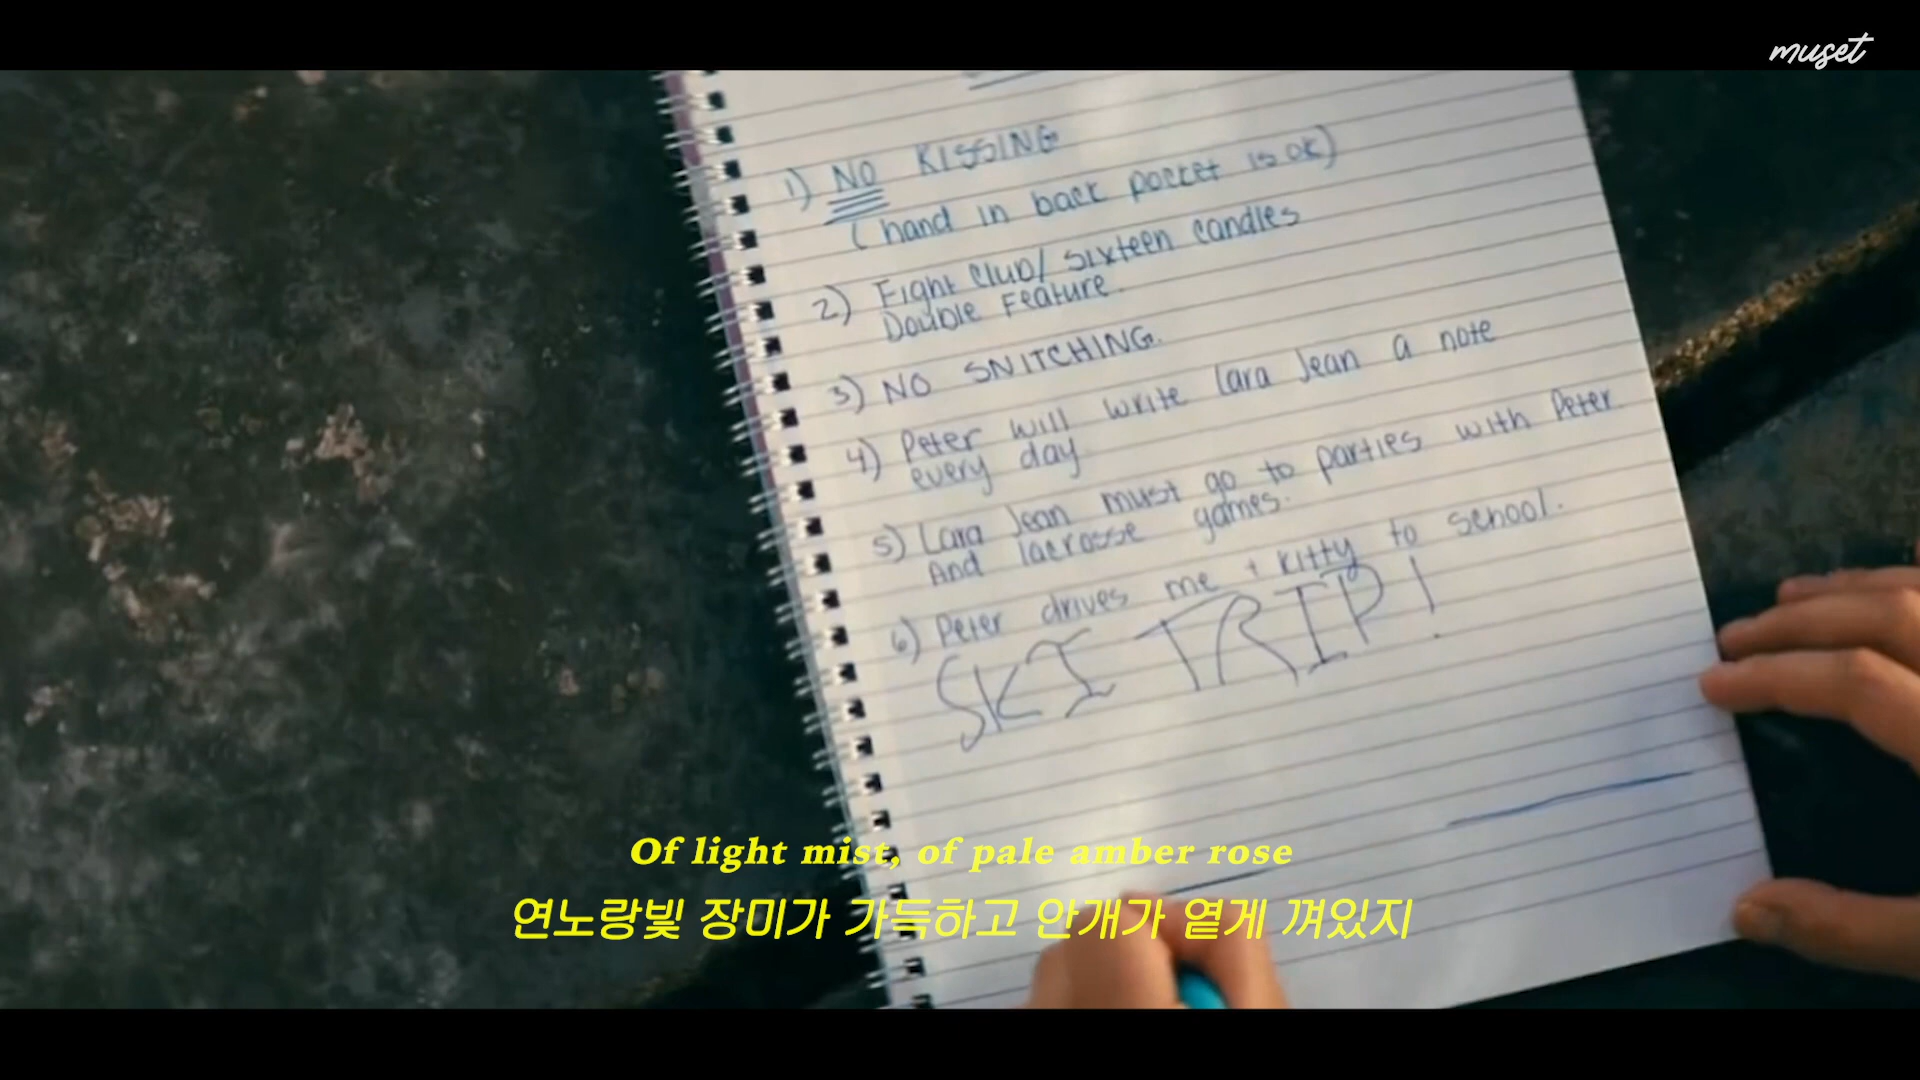 muset
1) NO KISSING
(hand in back pocket is ok)
2) Fight Club/ sixteen candles
Double Feature.
3) NO SNITCHING.
4) Peter will write Lara Jean a note
every day
5) Lara Jean must go to parties with Peter
And lacrosse games.
6) Peter drives me + kitty to school.
SKI TRIP!
Of light mist, of pale amber rose
연노랑빛 장미가 가득하고 안개가 옅게 껴있지